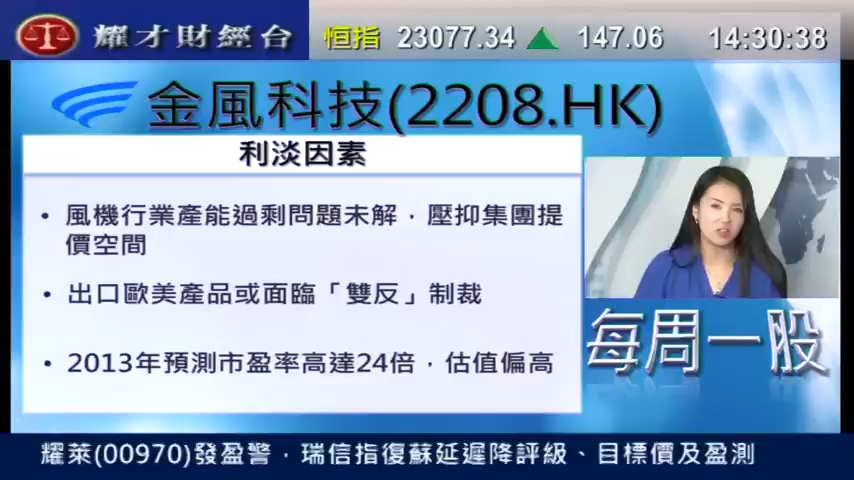 耀才財經台
恒指 23077.34 147.06 14:30:38
金風科技(2208.HK)
利淡因素
• 風機行業產能過剩問題未解，壓抑集團提
價空間
• 出口歐美產品或面臨「雙反」制裁
• 2013年預測市盈率高達24倍，估值偏高
每周一股
耀萊(00970)發盈警，瑞信指復蘇延遲降評級、目標價及盈測